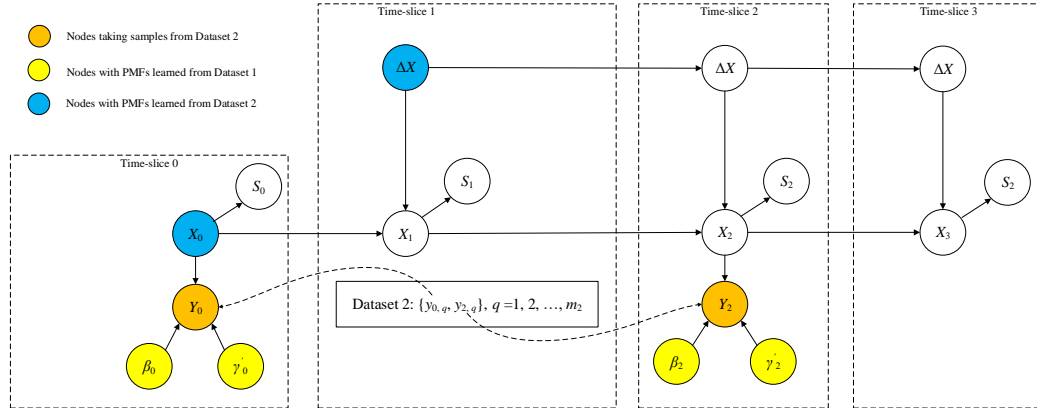 Time-slice 1
Time-slice 2
Time-slice 3
Nodes taking samples from Dataset 2
Nodes with PMFs learned from Dataset 1
Nodes with PMFs learned from Dataset 2
ΔX
ΔX
ΔX
Time-slice 0
S₀
S₁
S₂
S₂
X₀
X₁
X₂
X₃
Y₀
Dataset 2: {y₀, q, y₂, q}, q =1, 2, …, m₂
Y₂
β₀
γ'₀
β₂
γ'₂